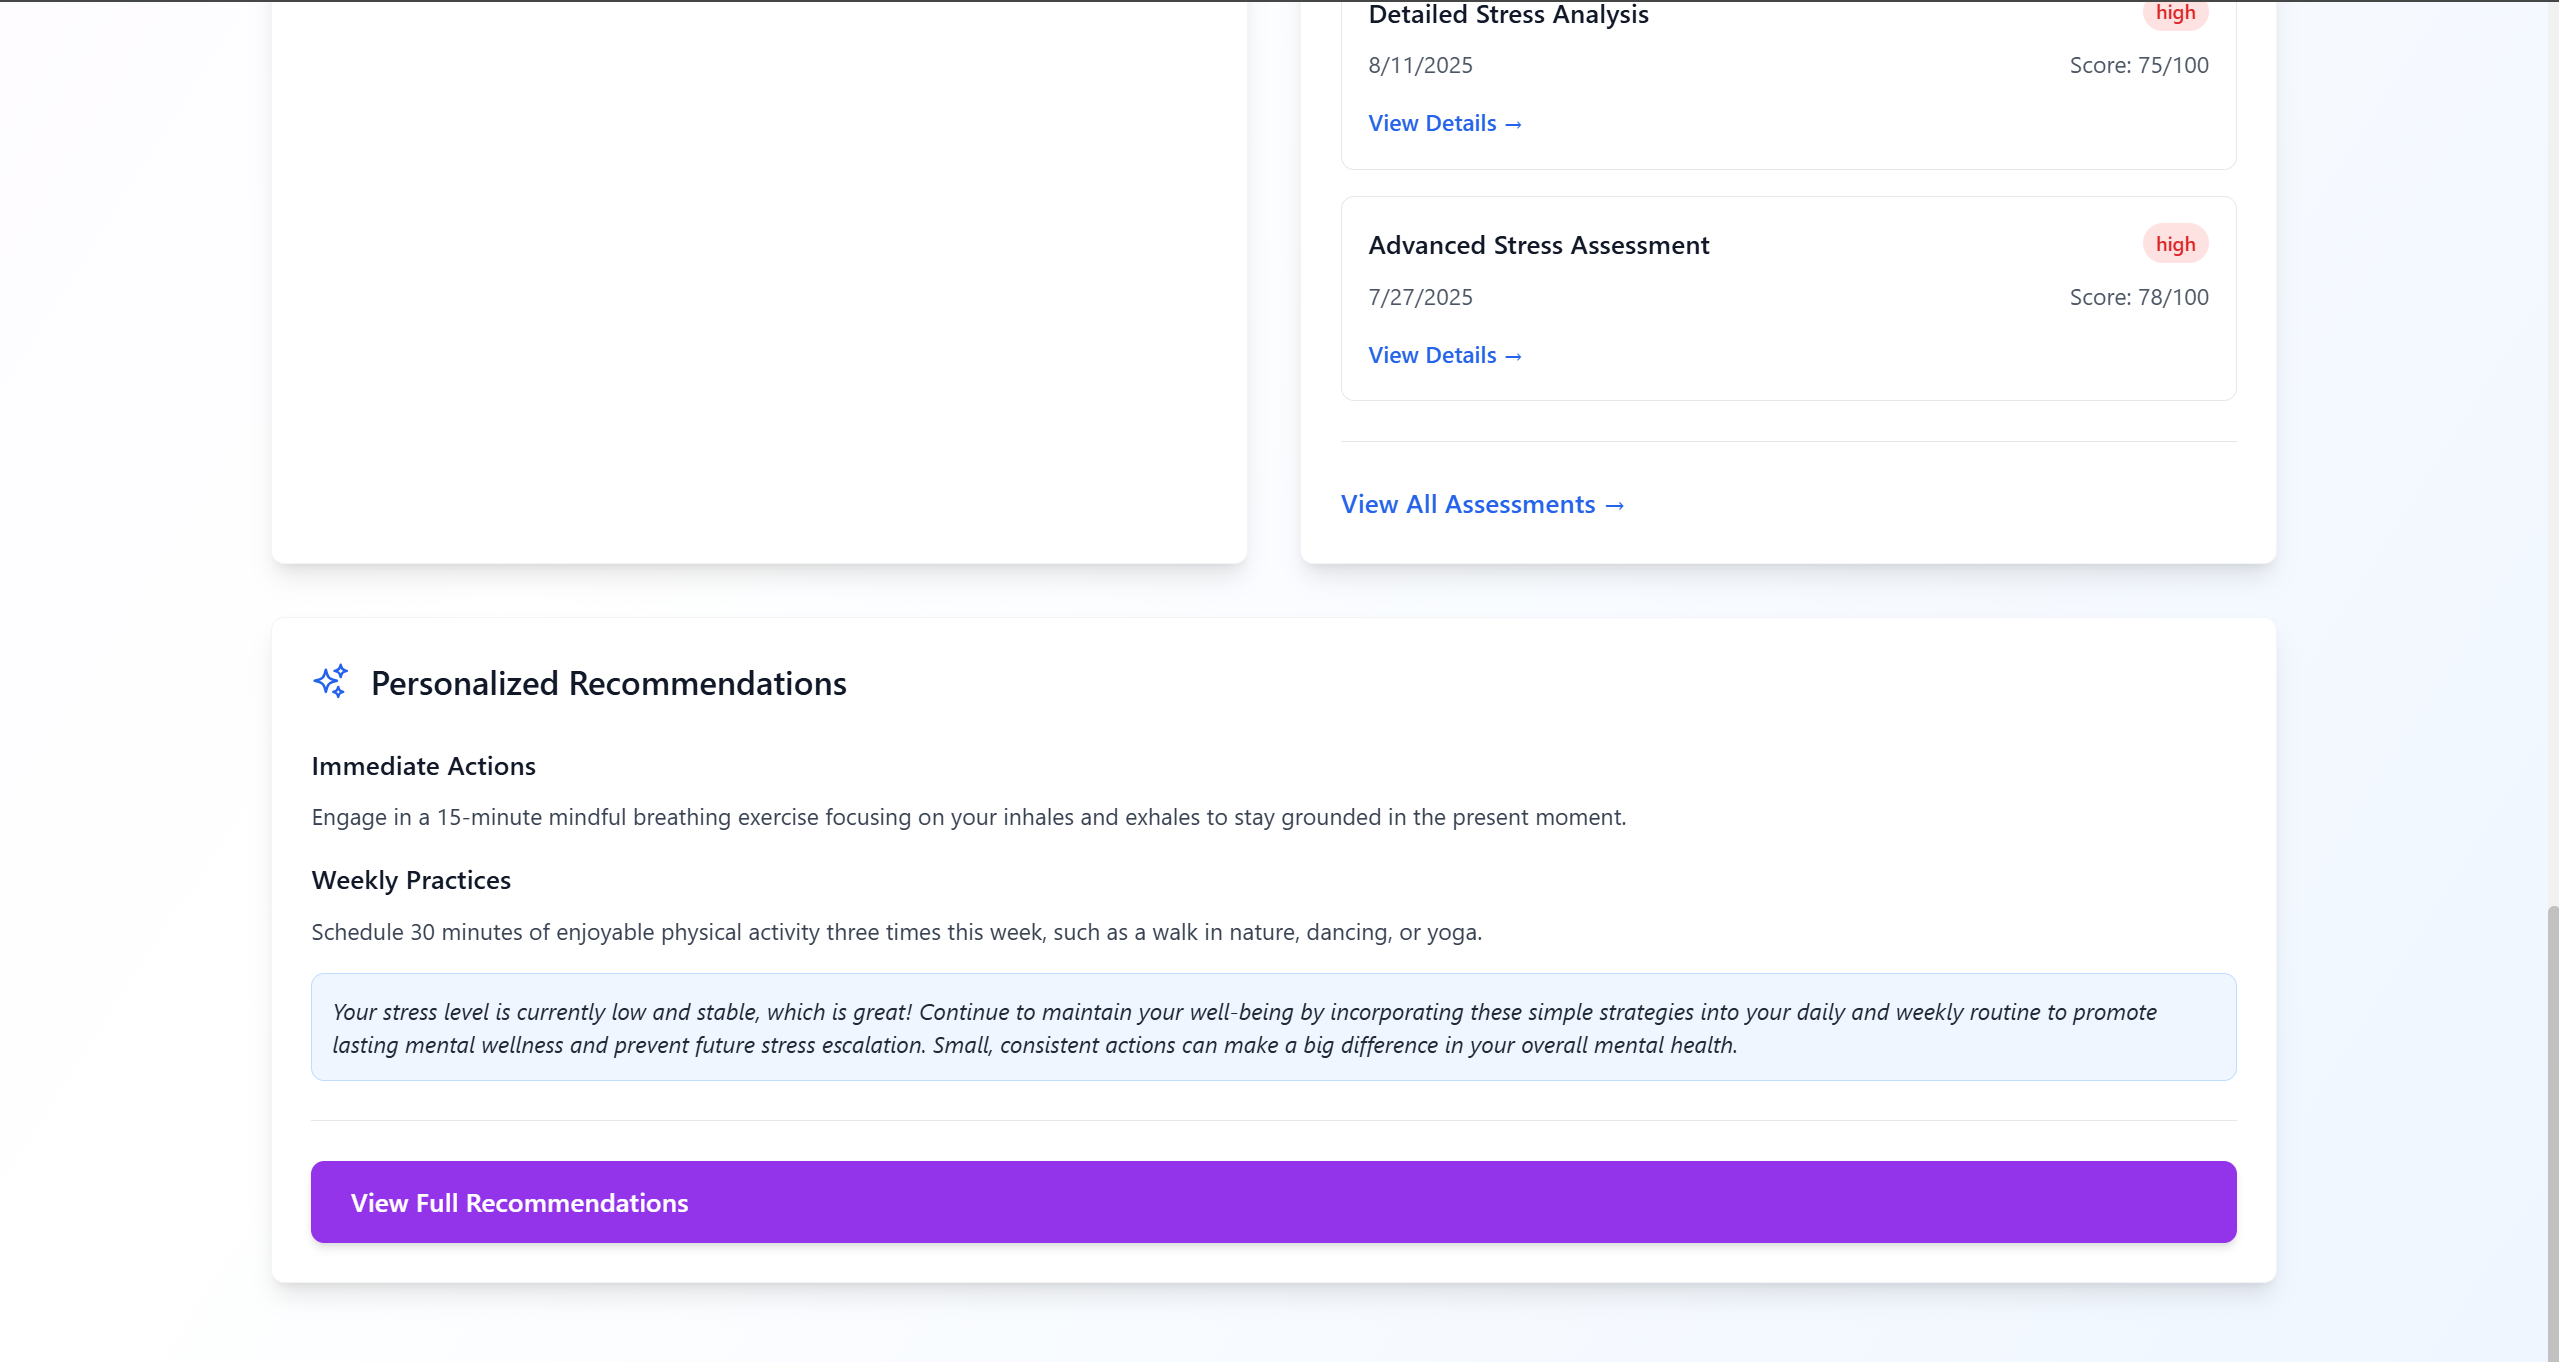 Detailed Stress Analysis
high
8/11/2025
Score: 75/100
View Details →
Advanced Stress Assessment
high
7/27/2025
Score: 78/100
View Details →
View All Assessments →
Personalized Recommendations
Immediate Actions
Engage in a 15-minute mindful breathing exercise focusing on your inhales and exhales to stay grounded in the present moment.
Weekly Practices
Schedule 30 minutes of enjoyable physical activity three times this week, such as a walk in nature, dancing, or yoga.
Your stress level is currently low and stable, which is great! Continue to maintain your well-being by incorporating these simple strategies into your daily and weekly routine to promote
lasting mental wellness and prevent future stress escalation. Small, consistent actions can make a big difference in your overall mental health.
View Full Recommendations